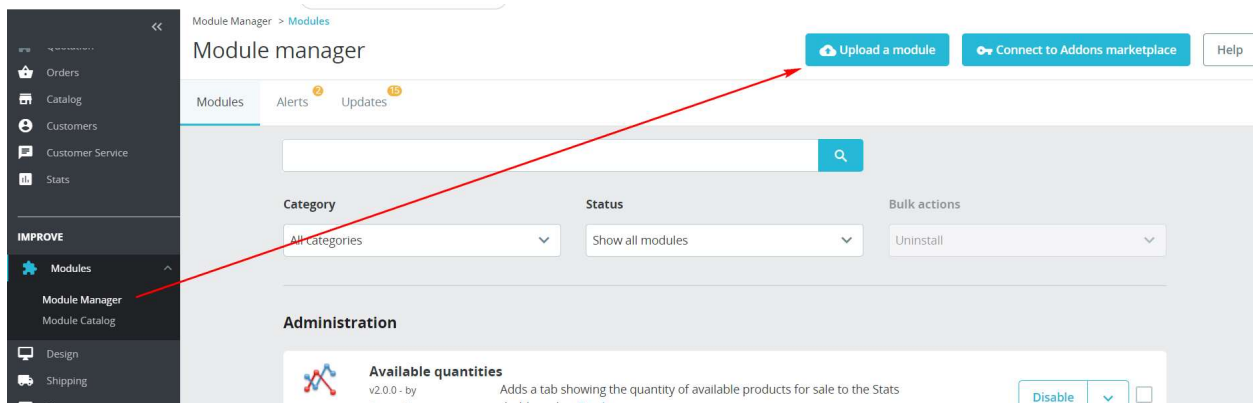 Module Manager > Modules
Module manager
Upload a module
Connect to Addons marketplace
Help
Orders
Catalog
Customers
Customer Service
Stats
IMPROVE
Modules
Module Manager
Module Catalog
Design
Shipping
Modules
Alerts 2
Updates 15
Category
Status
Bulk actions
All categories
Show all modules
Uninstall
Administration
Available quantities
v2.0.0 - by
Adds a tab showing the quantity of available products for sale to the Stats
Disable